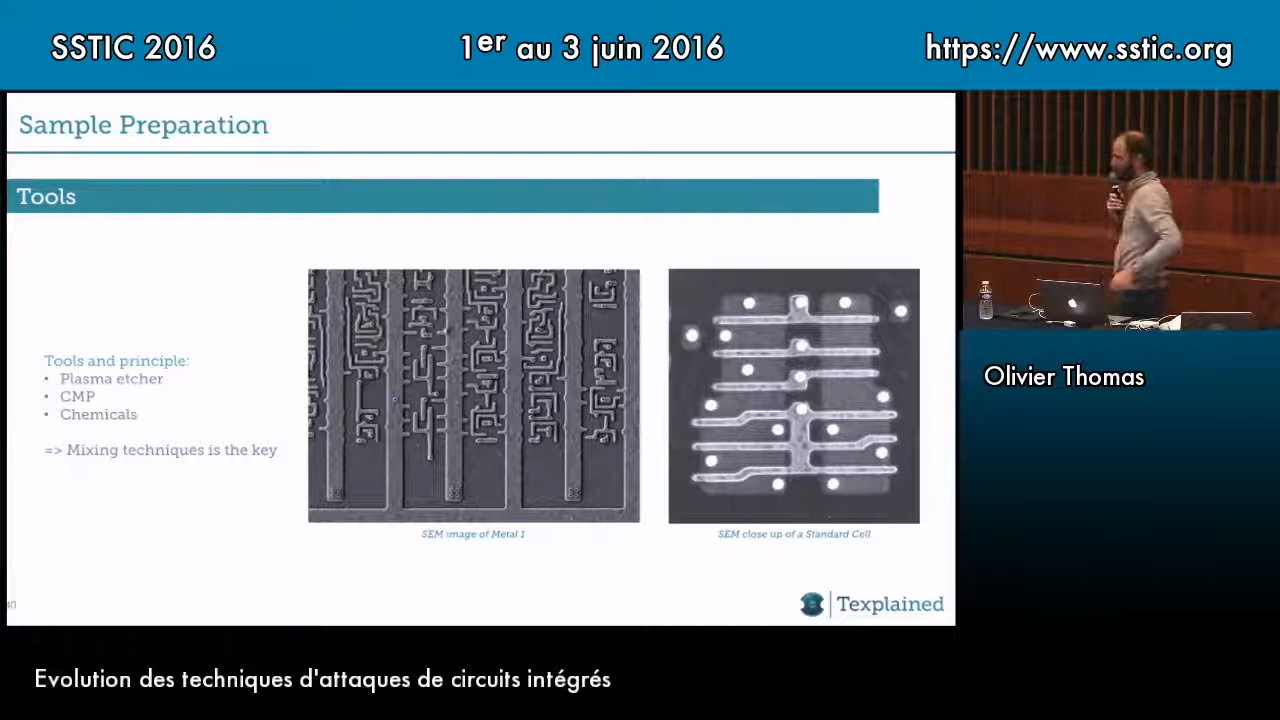 SSTIC 2016
1er au 3 juin 2016
https://www.sstic.org
Sample Preparation
Tools
Tools and principle:
• Plasma etcher
• CMP
• Chemicals
=> Mixing techniques is the key
SEM image of Metal 1
SEM close up of a Standard Cell
40
Texplained
Olivier Thomas
Evolution des techniques d'attaques de circuits intégrés